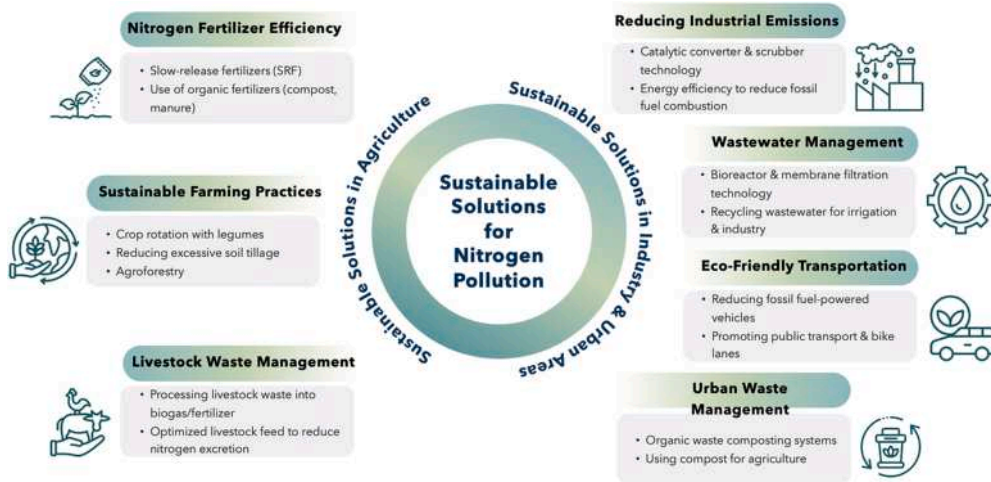 Nitrogen Fertilizer Efficiency
• Slow-release fertilizers (SRF)
• Use of organic fertilizers (compost,
manure)
Sustainable Farming Practices
• Crop rotation with legumes
• Reducing excessive soil tillage
• Agroforestry
Livestock Waste Management
• Processing livestock waste into
biogas/fertilizer
• Optimized livestock feed to reduce
nitrogen excretion
Sustainable Solutions in Agriculture
Sustainable
Solutions
for
Nitrogen
Pollution
Sustainable Solutions in Industry & Urban Areas
Reducing Industrial Emissions
• Catalytic converter & scrubber
technology
• Energy efficiency to reduce fossil
fuel combustion
Wastewater Management
• Bioreactor & membrane filtration
technology
• Recycling wastewater for irrigation
& industry
Eco-Friendly Transportation
• Reducing fossil fuel-powered
vehicles
• Promoting public transport & bike
lanes
Urban Waste
Management
• Organic waste composting systems
• Using compost for agriculture